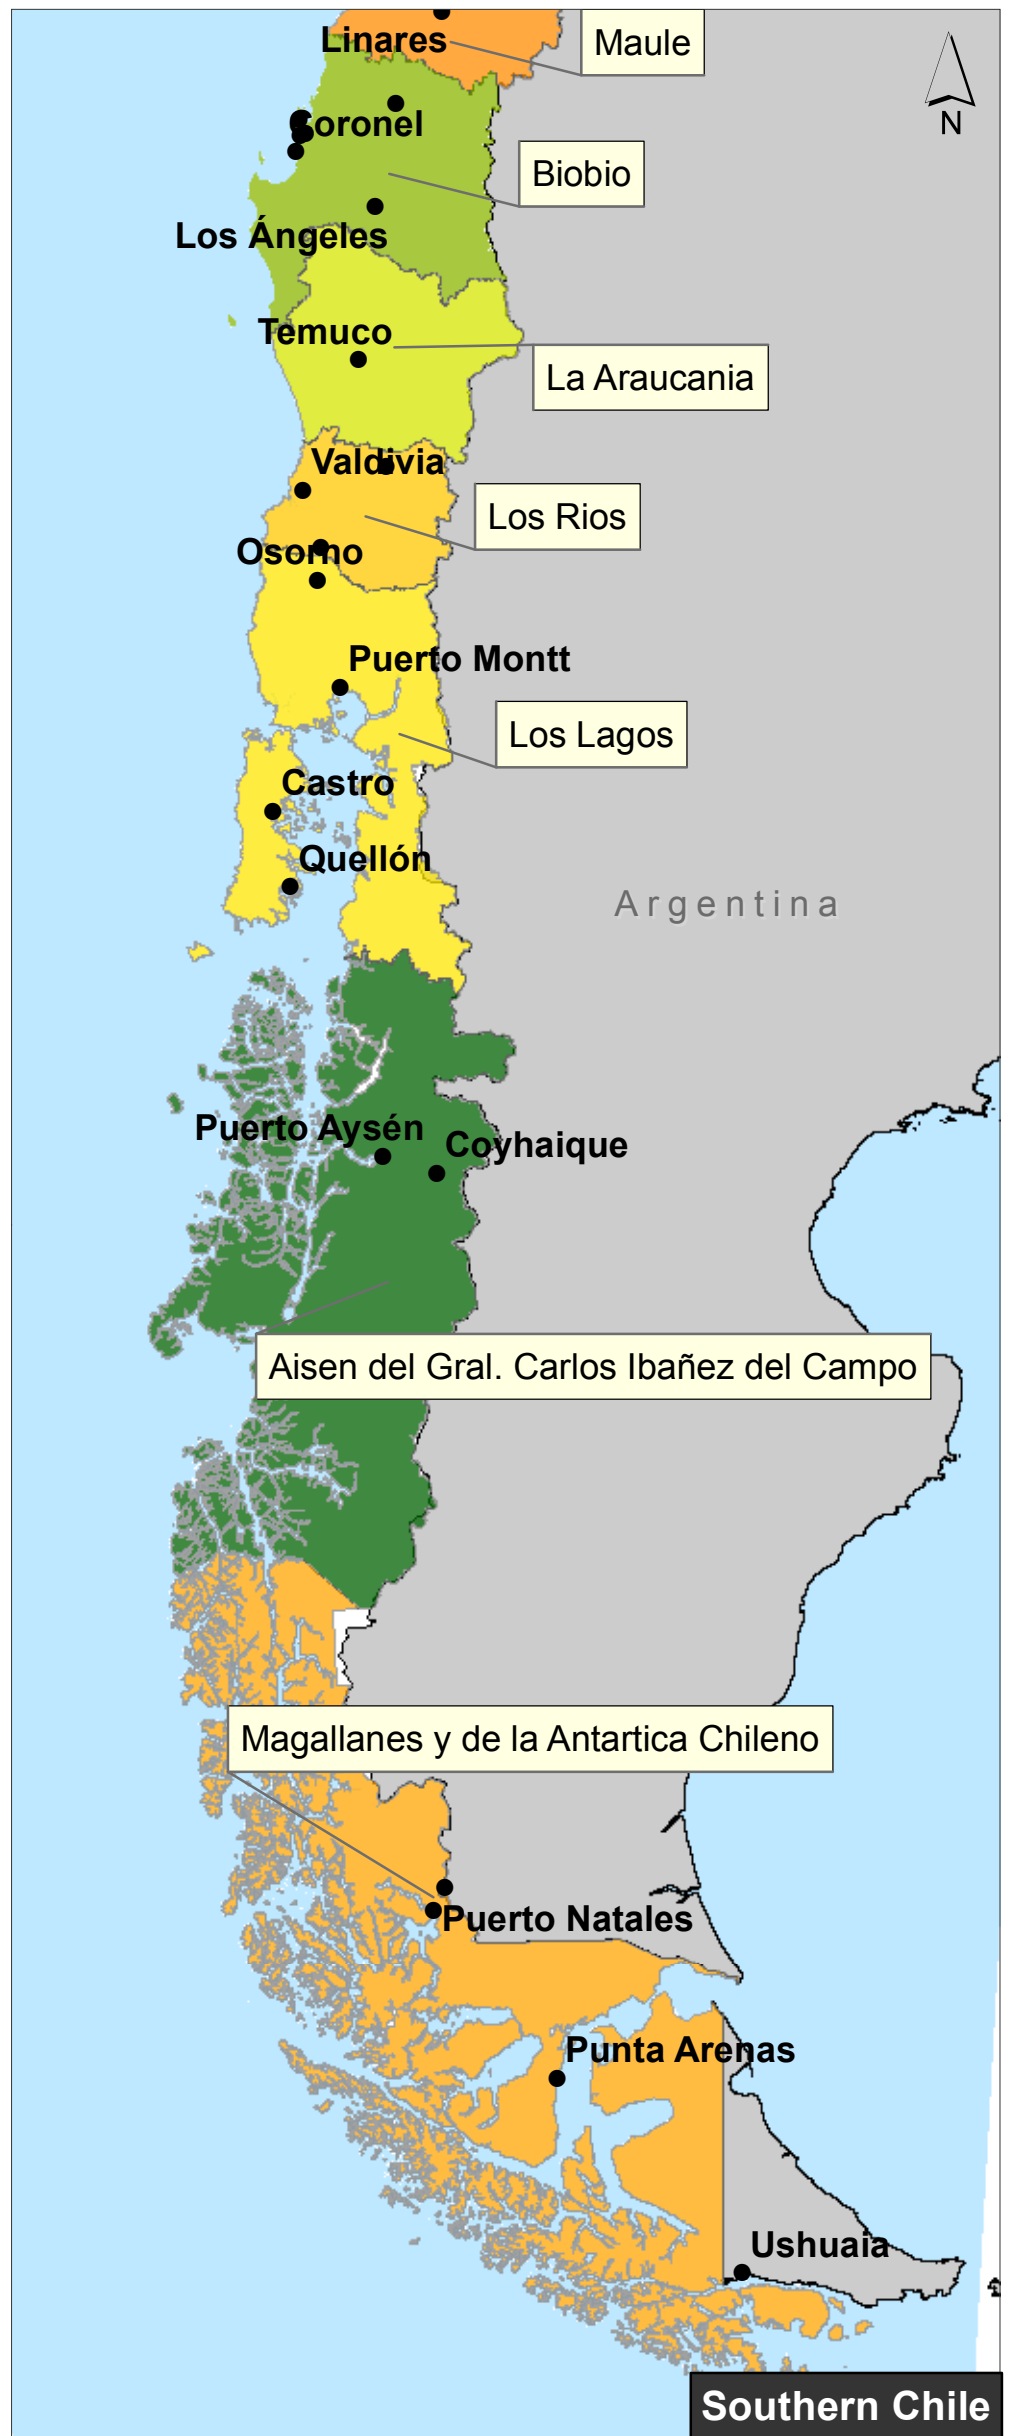 Linares
Maule
N
Coronel
Biobio
Los Ángeles
Temuco
La Araucania
Valdivia
Los Rios
Osorno
Puerto Montt
Los Lagos
Castro
Quellón
Argentina
Puerto Aysén
Coyhaique
Aisen del Gral. Carlos Ibañez del Campo
Magallanes y de la Antartica Chileno
Puerto Natales
Punta Arenas
Ushuaia
Southern Chile